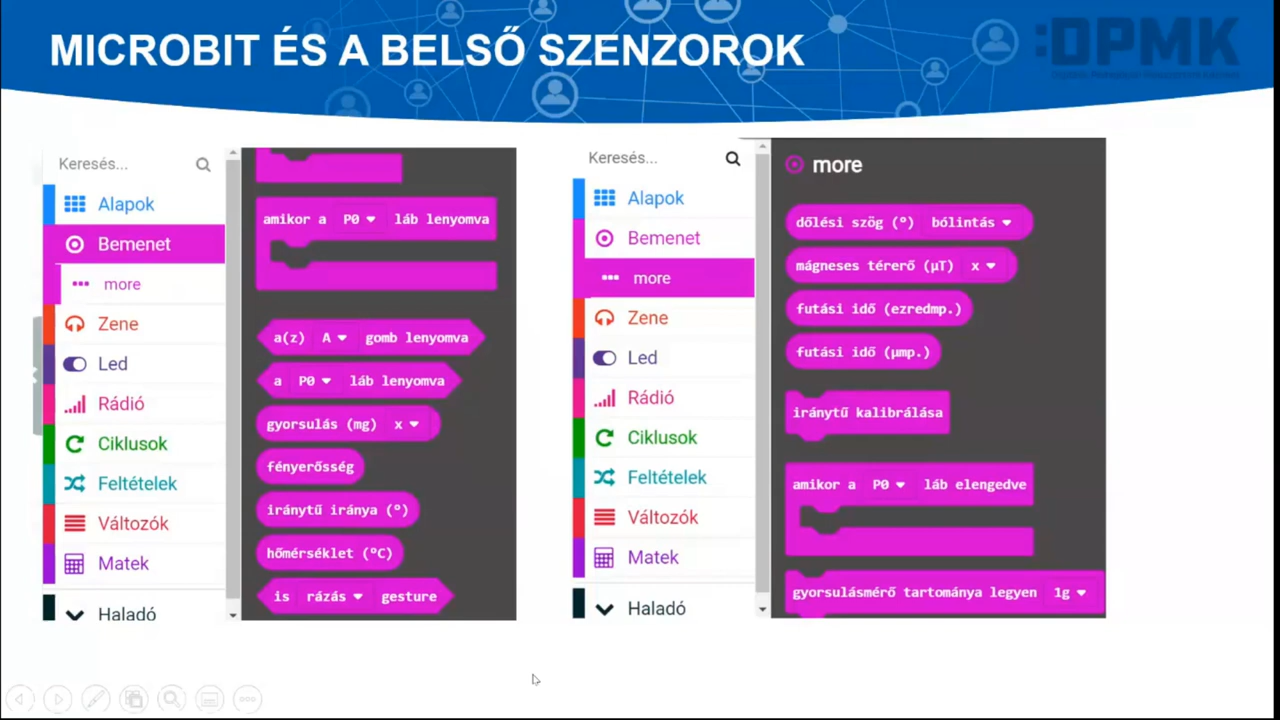 MICROBIT ÉS A BELSŐ SZENZOROK
:DPMK
Keresés...
Alapok
Bemenet
more
Zene
Led
Rádió
Ciklusok
Feltételek
Változók
Matek
Haladó
amikor a P0 láb lenyomva
a(z) A gomb lenyomva
a P0 láb lenyomva
gyorsulás (mg) x
fényerősség
iránytű iránya (°)
hőmérséklet (°C)
is rázás gesture
Keresés...
Alapok
Bemenet
more
Zene
Led
Rádió
Ciklusok
Feltételek
Változók
Matek
Haladó
more
dőlési szög (°) bólintás
mágneses térerő (µT) x
futási idő (ezredmp.)
futási idő (µmp.)
iránytű kalibrálása
amikor a P0 láb elengedve
gyorsulásmérő tartománya legyen 1g